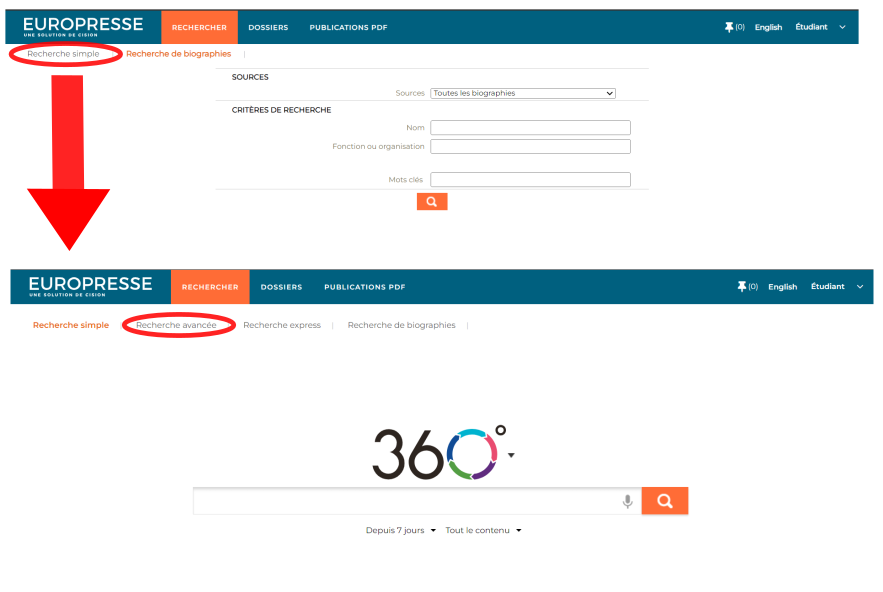 EUROPRESSE RECHERCHER DOSSIERS PUBLICATIONS PDF (0) English Étudiant
UNE SOLUTION DE CISION
Recherche simple Recherche de biographies |
SOURCES
Sources Toutes les biographies
CRITÈRES DE RECHERCHE
Nom
Fonction ou organisation
Mots clés
EUROPRESSE RECHERCHER DOSSIERS PUBLICATIONS PDF (0) English Étudiant
UNE SOLUTION DE CISION
Recherche simple | Recherche avancée Recherche express | Recherche de biographies |
360°
Depuis 7 jours Tout le contenu